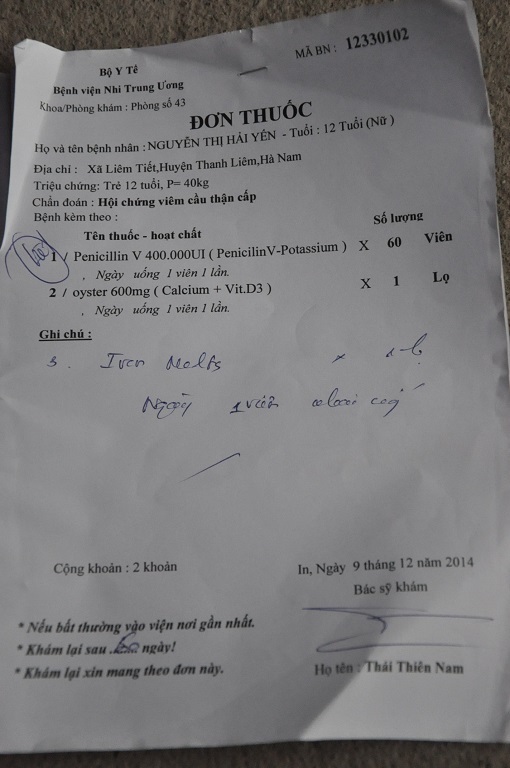 MÃ BN : 12330102
Bộ Y Tế
Bệnh viện Nhi Trung Ương
Khoa/Phòng khám : Phòng số 43
ĐƠN THUỐC
Họ và tên bệnh nhân : NGUYỄN THỊ HẢI YẾN - Tuổi : 12 Tuổi (Nữ )
Địa chỉ : Xã Liêm Tiết,Huyện Thanh Liêm,Hà Nam
Triệu chứng: Trẻ 12 tuổi, P= 40kg
Chẩn đoán : Hội chứng viêm cầu thận cấp
Bệnh kèm theo :
Tên thuốc - hoạt chất Số lượng
1 / Penicillin V 400.000UI ( PenicilinV-Potassium ) X 60 Viên
, Ngày uống 1 viên 1 lần.
2 / oyster 600mg ( Calcium + Vit.D3 ) X 1 Lọ
, Ngày uống 1 viên 1 lần.
Ghi chú :
3. Iron Melts x
Ngày 1 viên
Cộng khoản : 2 khoản
In, Ngày 9 tháng 12 năm 2014
Bác sỹ khám
* Nếu bất thường vào viện nơi gần nhất.
* Khám lại sau ngày!
* Khám lại xin mang theo đơn này.
Họ tên : Thái Thiên Nam